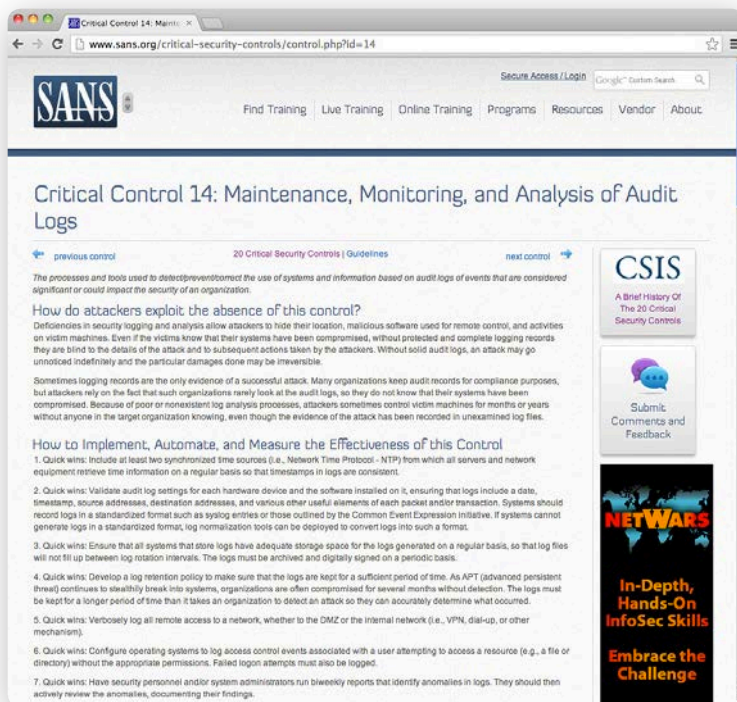 Critical Control 14: Mainte
www.sans.org/critical-security-controls/control.php?id=14
Secure Access / Login
Google™ Custom Search
SANS
Find Training
Live Training
Online Training
Programs
Resources
Vendor
About
Critical Control 14: Maintenance, Monitoring, and Analysis of Audit
Logs
previous control
20 Critical Security Controls | Guidelines
next control
The processes and tools used to detect/prevent/correct the use of systems and information based on audit logs of events that are considered
significant or could impact the security of an organization.
How do attackers exploit the absence of this control?
Deficiencies in security logging and analysis allow attackers to hide their location, malicious software used for remote control, and activities
on victim machines. Even if the victims know that their systems have been compromised, without protected and complete logging records
they are blind to the details of the attack and to subsequent actions taken by the attackers. Without solid audit logs, an attack may go
unnoticed indefinitely and the particular damages done may be irreversible.
Sometimes logging records are the only evidence of a successful attack. Many organizations keep audit records for compliance purposes,
but attackers rely on the fact that such organizations rarely look at the audit logs, so they do not know that their systems have been
compromised. Because of poor or nonexistent log analysis processes, attackers sometimes control victim machines for months or years
without anyone in the target organization knowing, even though the evidence of the attack has been recorded in unexamined log files.
How to Implement, Automate, and Measure the Effectiveness of this Control
1. Quick wins: Include at least two synchronized time sources (i.e., Network Time Protocol - NTP) from which all servers and network
equipment retrieve time information on a regular basis so that timestamps in logs are consistent.
2. Quick wins: Validate audit log settings for each hardware device and the software installed on it, ensuring that logs include a date,
timestamp, source addresses, destination addresses, and various other useful elements of each packet and/or transaction. Systems should
record logs in a standardized format such as syslog entries or those outlined by the Common Event Expression initiative. If systems cannot
generate logs in a standardized format, log normalization tools can be deployed to convert logs into such a format.
3. Quick wins: Ensure that all systems that store logs have adequate storage space for the logs generated on a regular basis, so that log files
will not fill up between log rotation intervals. The logs must be archived and digitally signed on a periodic basis.
4. Quick wins: Develop a log retention policy to make sure that the logs are kept for a sufficient period of time. As APT (advanced persistent
threat) continues to stealthily break into systems, organizations are often compromised for several months without detection. The logs must
be kept for a longer period of time than it takes an organization to detect an attack so they can accurately determine what occurred.
5. Quick wins: Verbosely log all remote access to a network, whether to the DMZ or the internal network (i.e., VPN, dial-up, or other
mechanism).
6. Quick wins: Configure operating systems to log access control events associated with a user attempting to access a resource (e.g., a file or
directory) without the appropriate permissions. Failed logon attempts must also be logged.
7. Quick wins: Have security personnel and/or system administrators run biweekly reports that identify anomalies in logs. They should then
actively review the anomalies, documenting their findings.
CSIS
A Brief History Of
The 20 Critical
Security Controls
Submit
Comments and
Feedback
NETWARS
In-Depth,
Hands-On
InfoSec Skills
Embrace the
Challenge